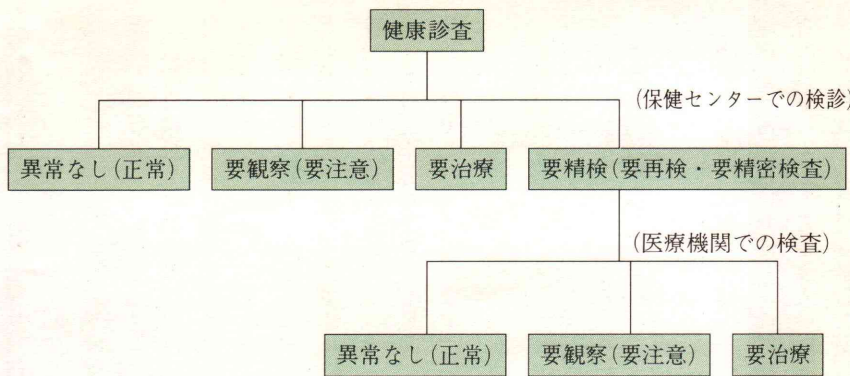 健康診査
(保健センターでの検診)
異常なし(正常)
要観察(要注意)
要治療
要精検(要再検・要精密検査)
(医療機関での検査)
異常なし(正常)
要観察(要注意)
要治療